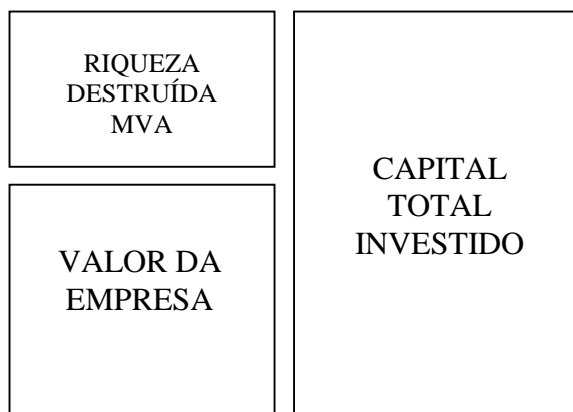 RIQUEZA
DESTRUÍDA
MVA
VALOR DA
EMPRESA
CAPITAL
TOTAL
INVESTIDO